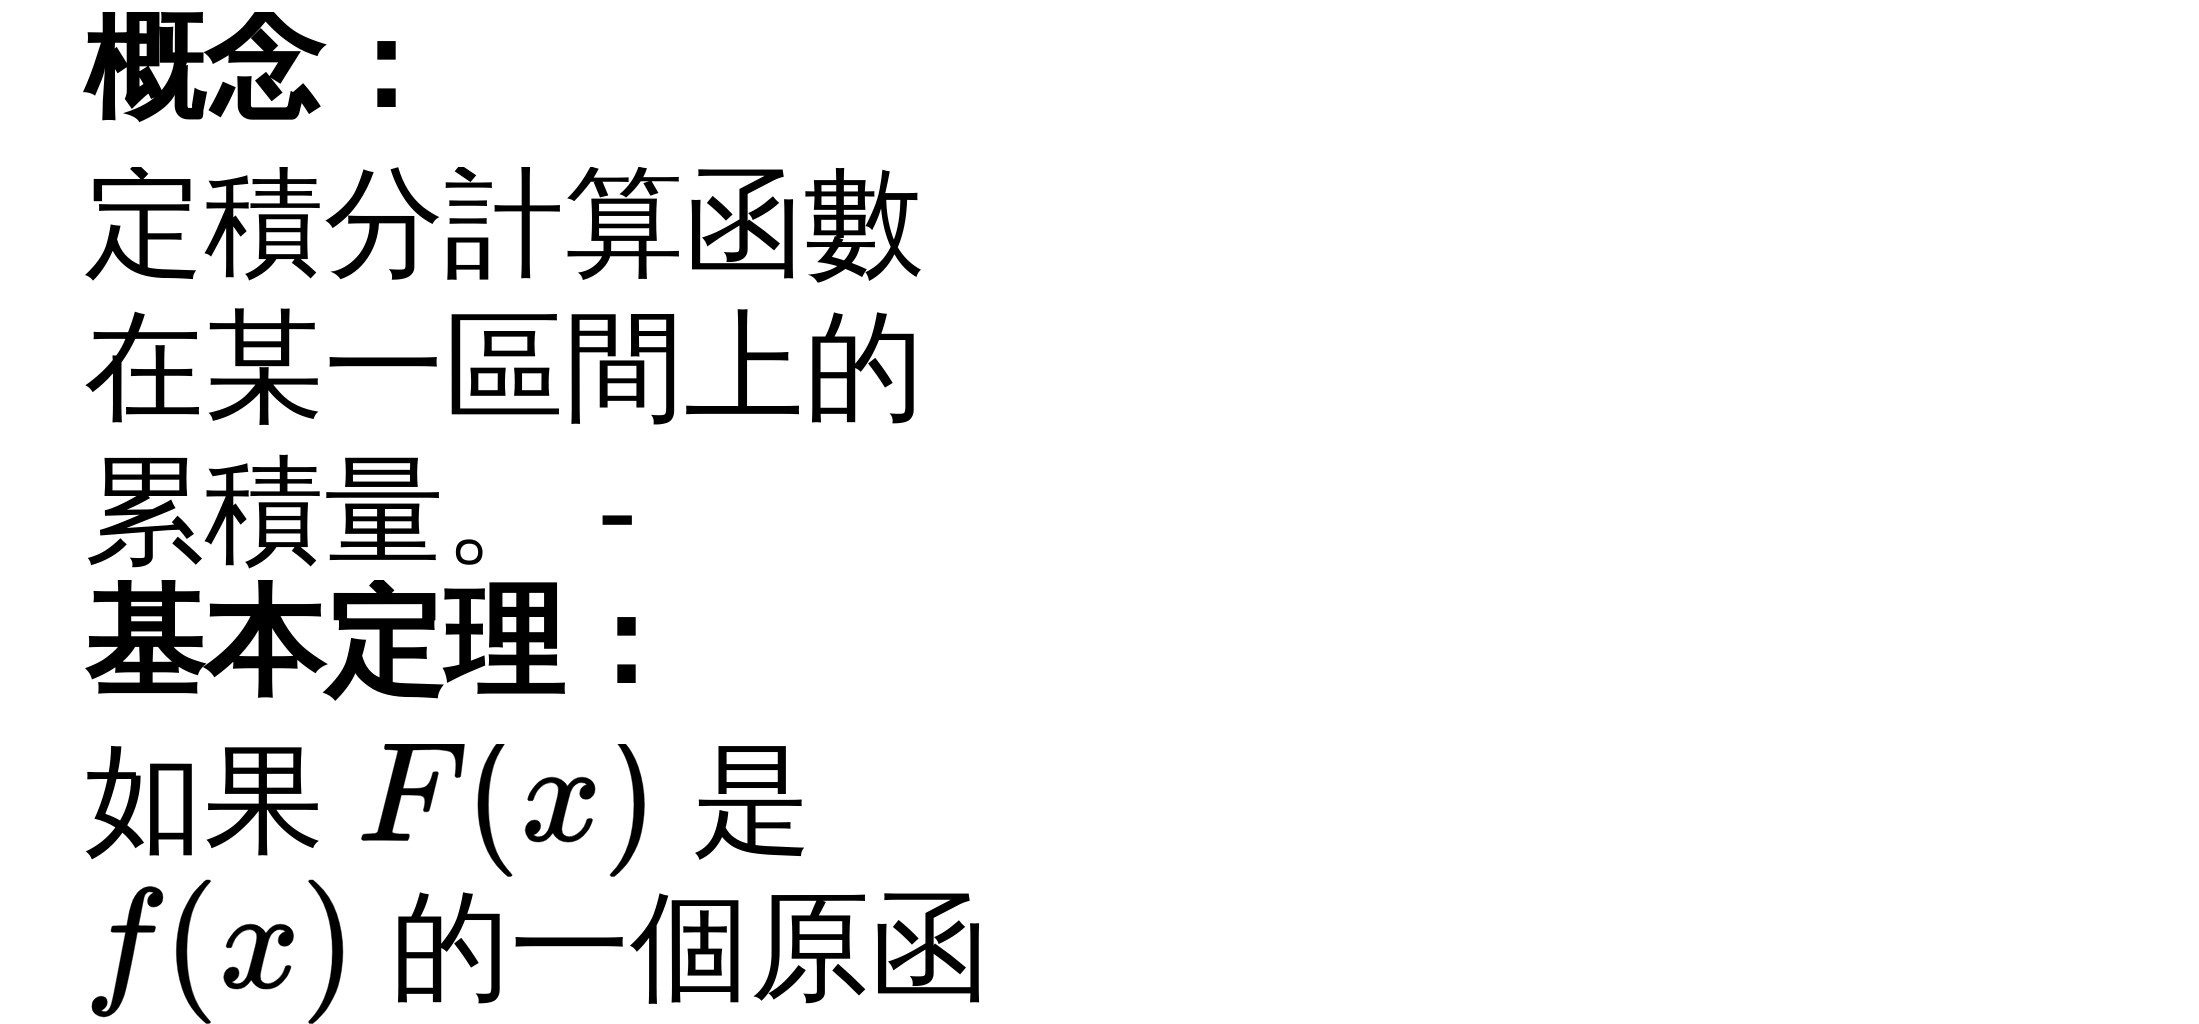 概念：
定積分計算函數
在某一區間上的
累積量。 -
基本定理：
如果 F(x) 是
f(x) 的一個原函